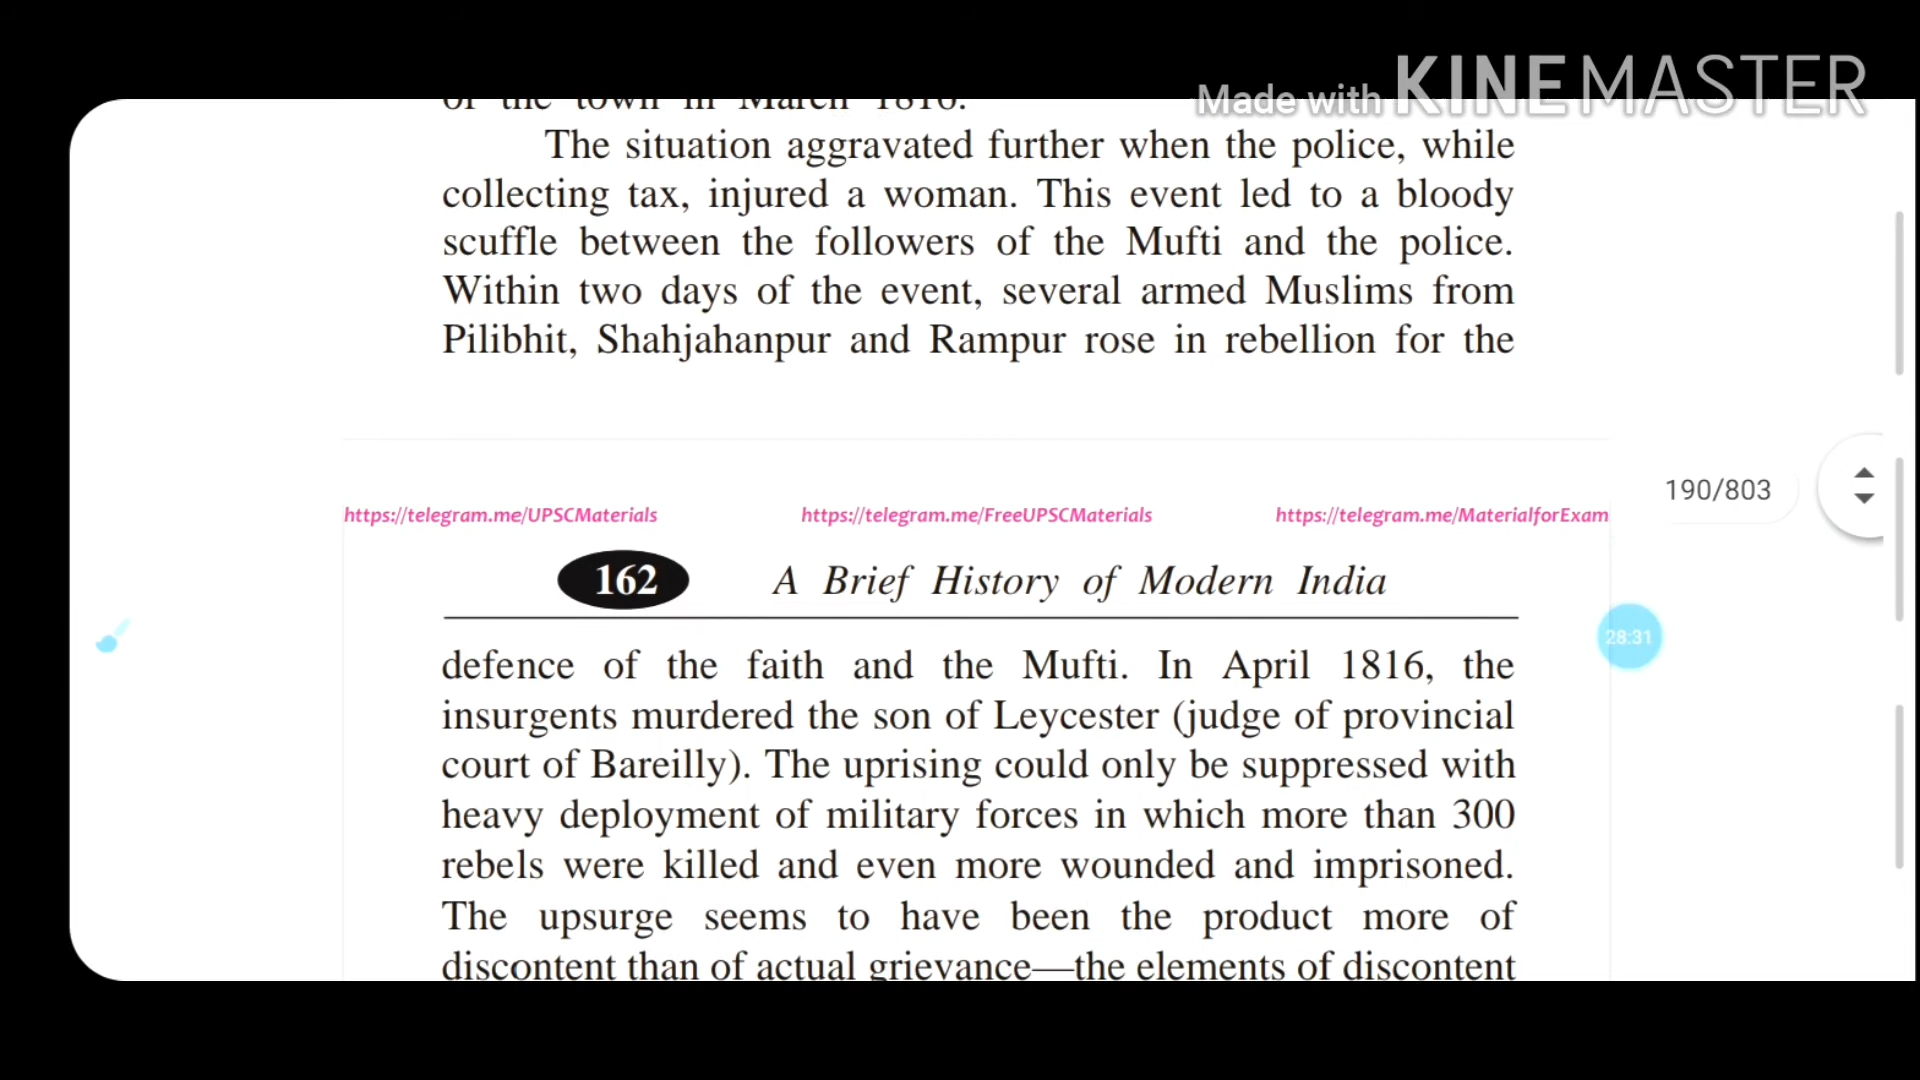 Made with KINEMASTER
of the town in March 1816.
The situation aggravated further when the police, while
collecting tax, injured a woman. This event led to a bloody
scuffle between the followers of the Mufti and the police.
Within two days of the event, several armed Muslims from
Pilibhit, Shahjahanpur and Rampur rose in rebellion for the
190/803
https://telegram.me/UPSCMaterials https://telegram.me/FreeUPSCMaterials https://telegram.me/MaterialforExam
162 A Brief History of Modern India
28:31
defence of the faith and the Mufti. In April 1816, the
insurgents murdered the son of Leycester (judge of provincial
court of Bareilly). The uprising could only be suppressed with
heavy deployment of military forces in which more than 300
rebels were killed and even more wounded and imprisoned.
The upsurge seems to have been the product more of
discontent than of actual grievance—the elements of discontent